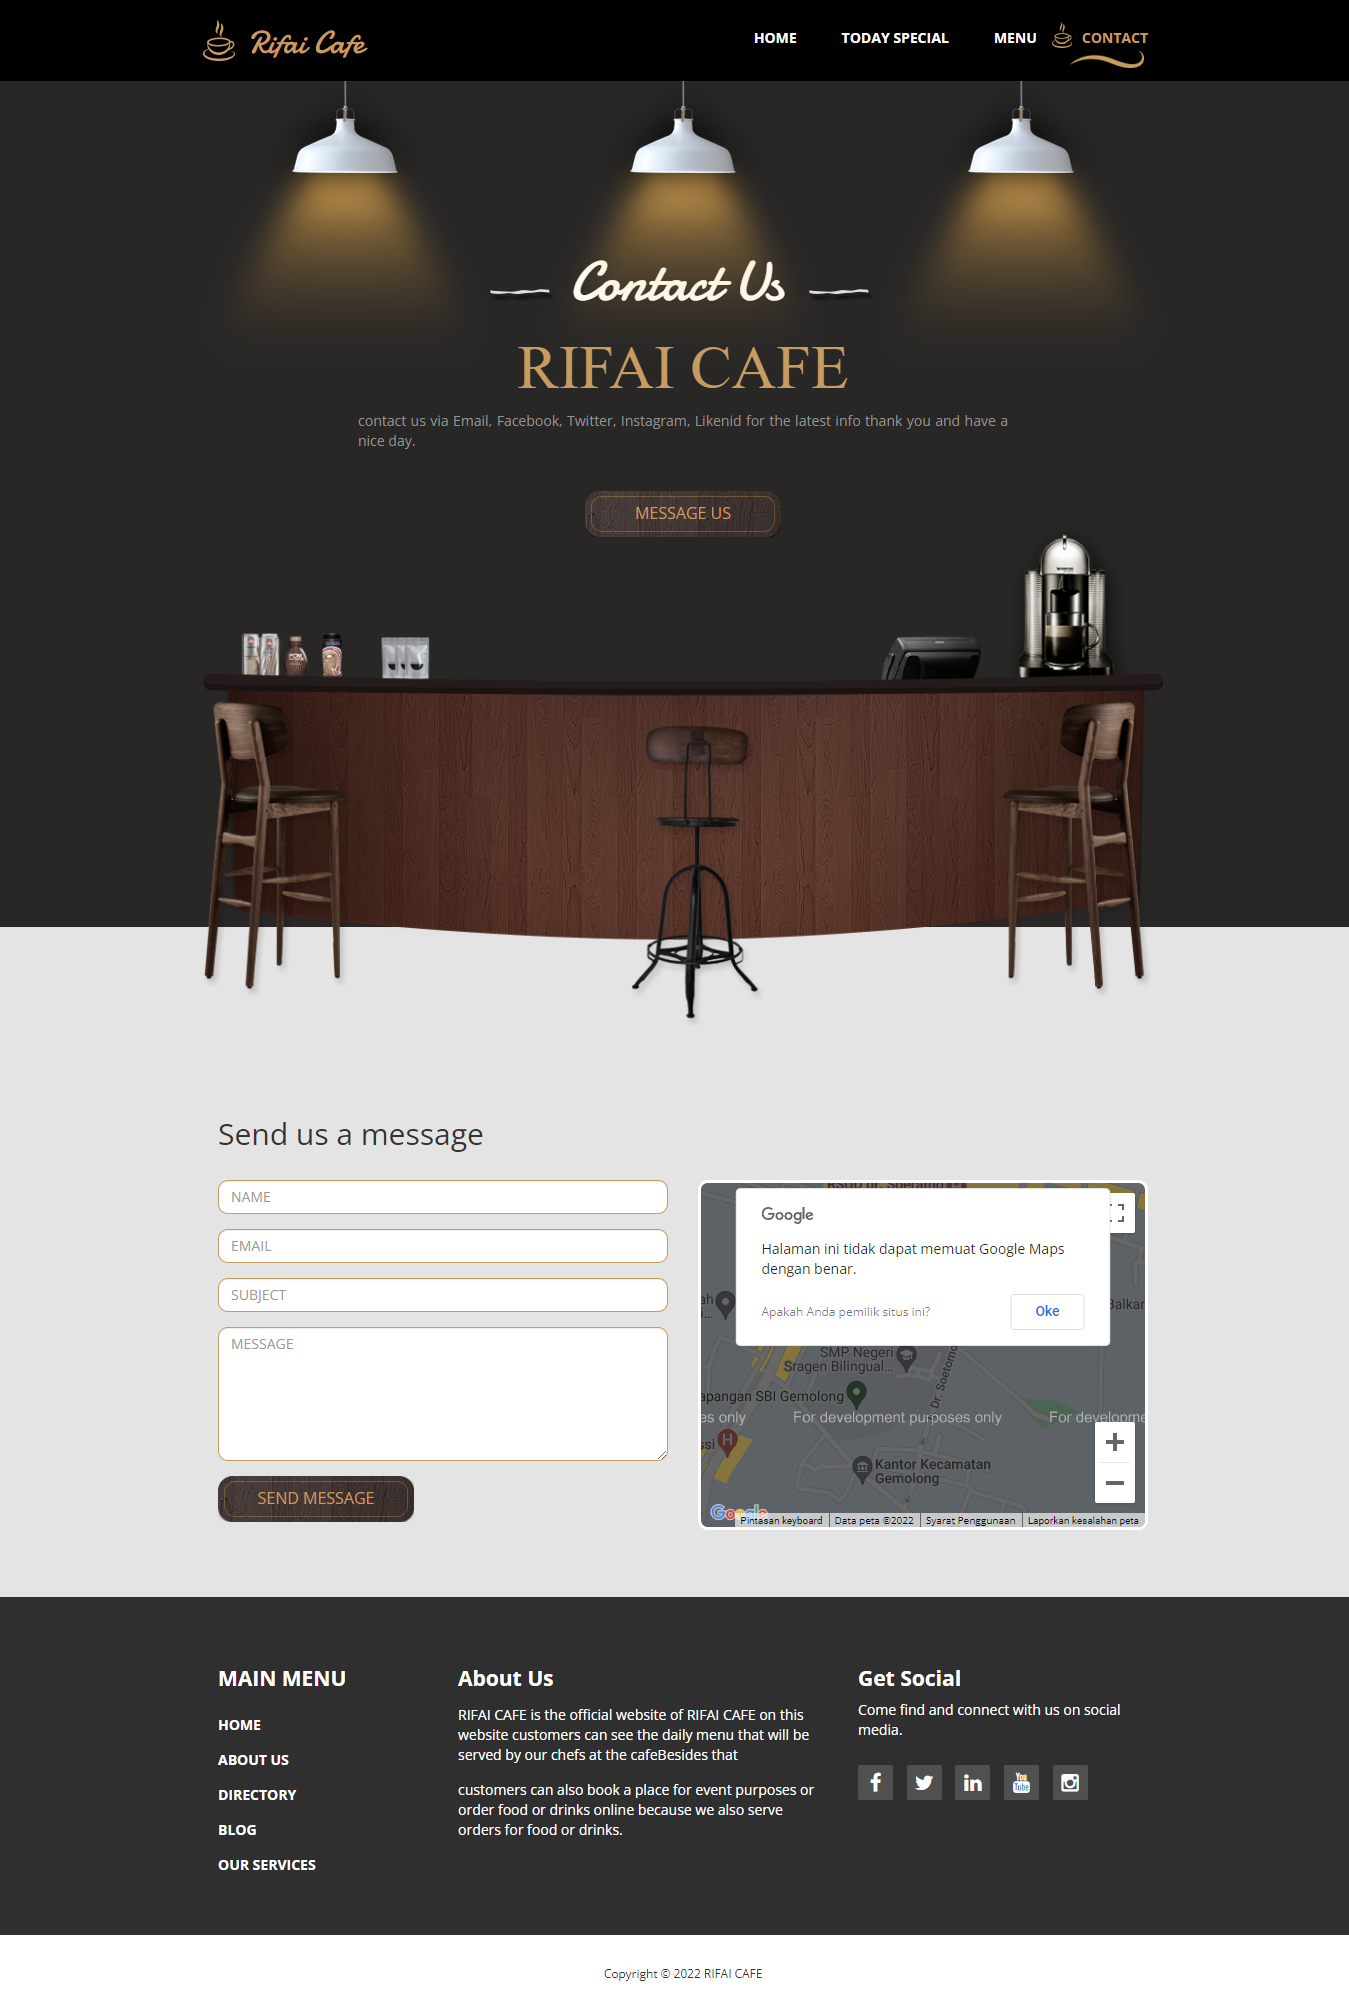 Rifai Cafe
HOME
TODAY SPECIAL
MENU
CONTACT
Contact Us
RIFAI CAFE
contact us via Email, Facebook, Twitter, Instagram, Likenid for the latest info thank you and have a
nice day.
MESSAGE US
Send us a message
NAME
EMAIL
SUBJECT
MESSAGE
SEND MESSAGE
Google
Halaman ini tidak dapat memuat Google Maps
dengan benar.
Apakah Anda pemilik situs ini?
Oke
SMP Negeri
Sragen Bilingual...
Dr. Soetomo
apangan SBI Gemolong
es only
For development purposes only
For developme
Kantor Kecamatan
Gemolong
Google
Pintasan keyboard
Data peta ©2022
Syarat Penggunaan
Laporkan kesalahan peta
MAIN MENU
HOME
ABOUT US
DIRECTORY
BLOG
OUR SERVICES
About Us
RIFAI CAFE is the official website of RIFAI CAFE on this
website customers can see the daily menu that will be
served by our chefs at the cafeBesides that
customers can also book a place for event purposes or
order food or drinks online because we also serve
orders for food or drinks.
Get Social
Come find and connect with us on social
media.
You
Tube
Copyright © 2022 RIFAI CAFE